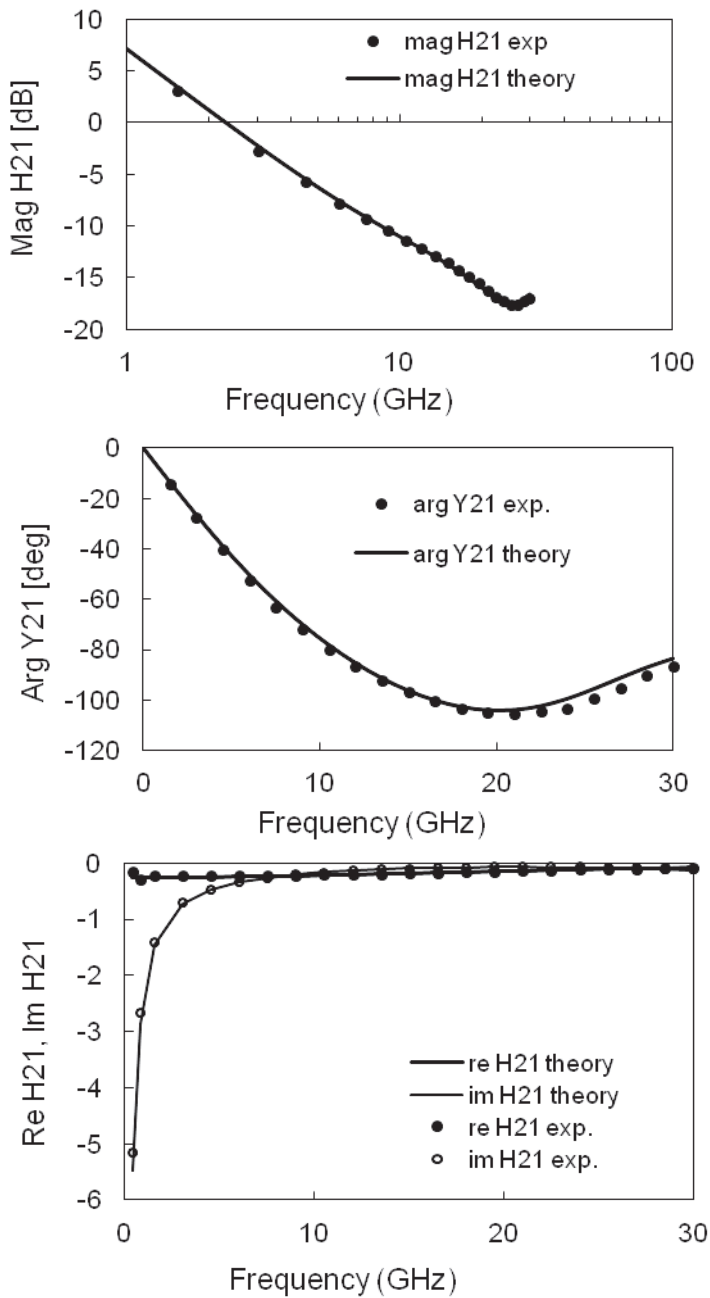 10
5
0
-5
-10
-15
-20
Mag H21 [dB]
mag H21 exp
mag H21 theory
1
10
100
Frequency (GHz)
0
-20
-40
-60
-80
-100
-120
Arg Y21 [deg]
arg Y21 exp.
arg Y21 theory
0
10
20
30
Frequency (GHz)
0
-1
-2
-3
-4
-5
-6
Re H21, Im H21
re H21 theory
im H21 theory
re H21 exp.
im H21 exp.
0
10
20
30
Frequency (GHz)